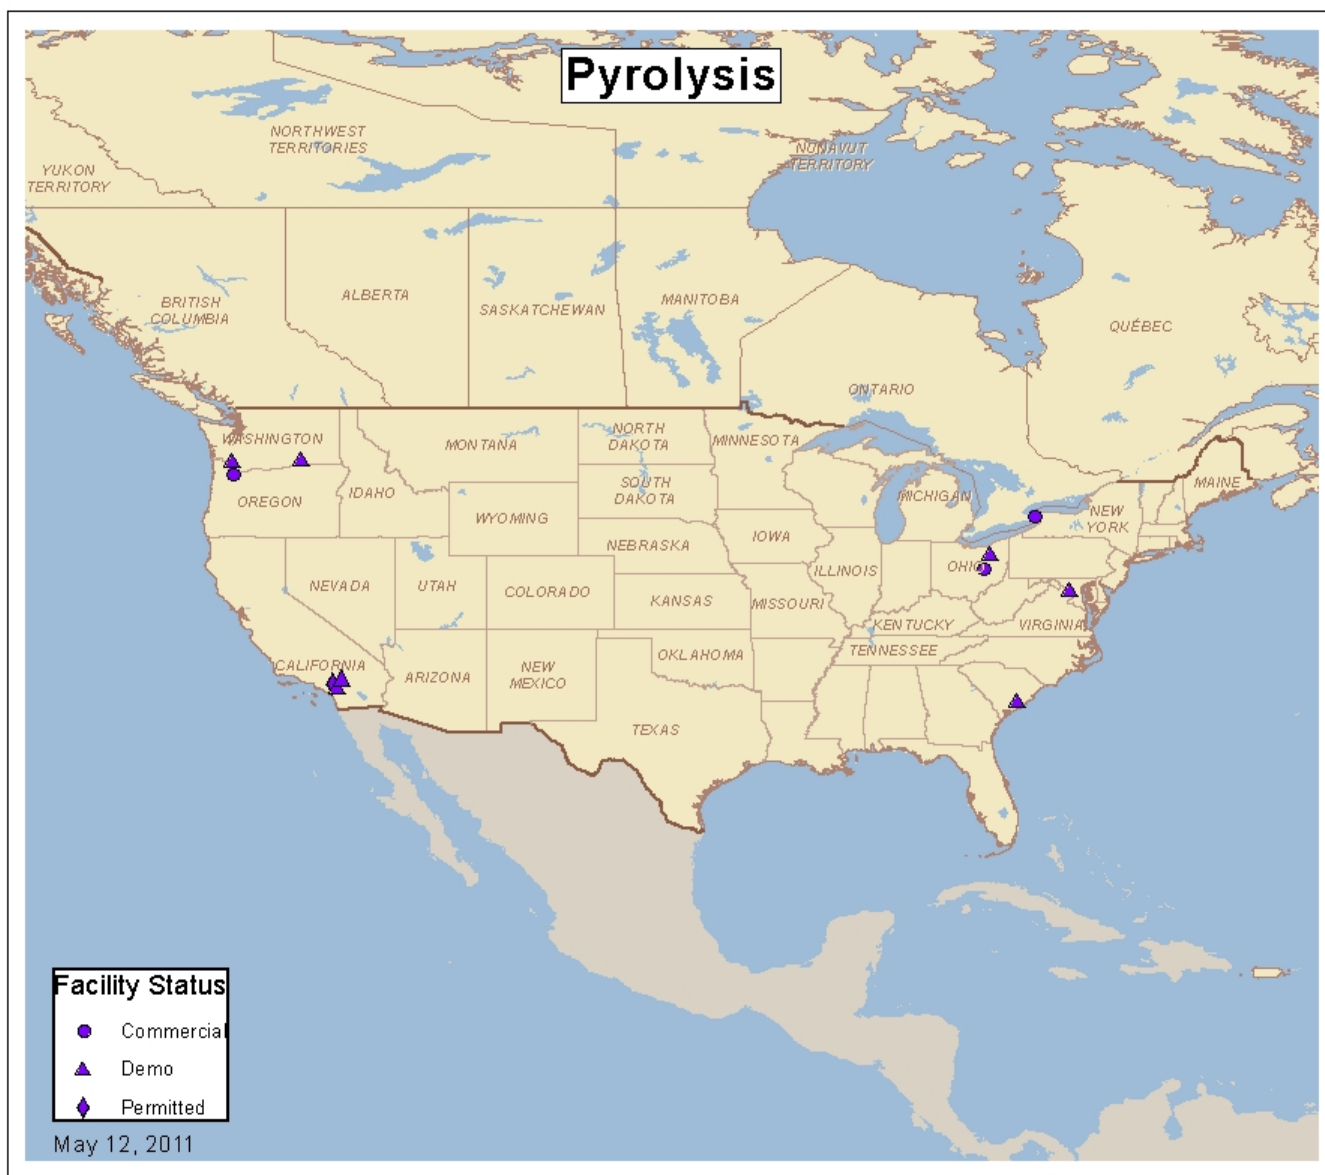 Pyrolysis
NORTHWEST
TERRITORIES
NUNAVUT
TERRITORY
YUKON
TERRITORY
BRITISH
COLUMBIA
ALBERTA
SASKATCHEWAN
MANITOBA
QUÉBEC
ONTARIO
WASHINGTON
MONTANA
NORTH
DAKOTA
MINNESOTA
OREGON
IDAHO
SOUTH
DAKOTA
MICHIGAN
MAINE
NEW
YORK
WYOMING
IOWA
NEBRASKA
NEVADA
UTAH
COLORADO
ILLINOIS
OHIO
KANSAS
MISSOURI
KENTUCKY
VIRGINIA
CALIFORNIA
ARIZONA
NEW
MEXICO
OKLAHOMA
TENNESSEE
TEXAS
Facility Status
Commercial
Demo
Permitted
May 12, 2011